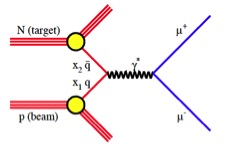 N (target)
μ+
x₂ q̄
γ*
x₁ q
p (beam)
μ-